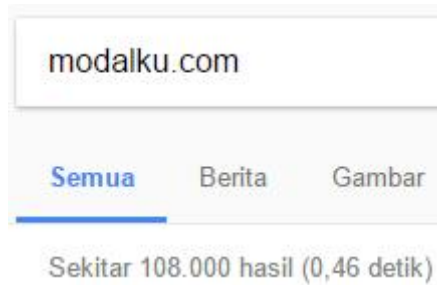 modalku.com
Semua Berita Gambar
Sekitar 108.000 hasil (0,46 detik)